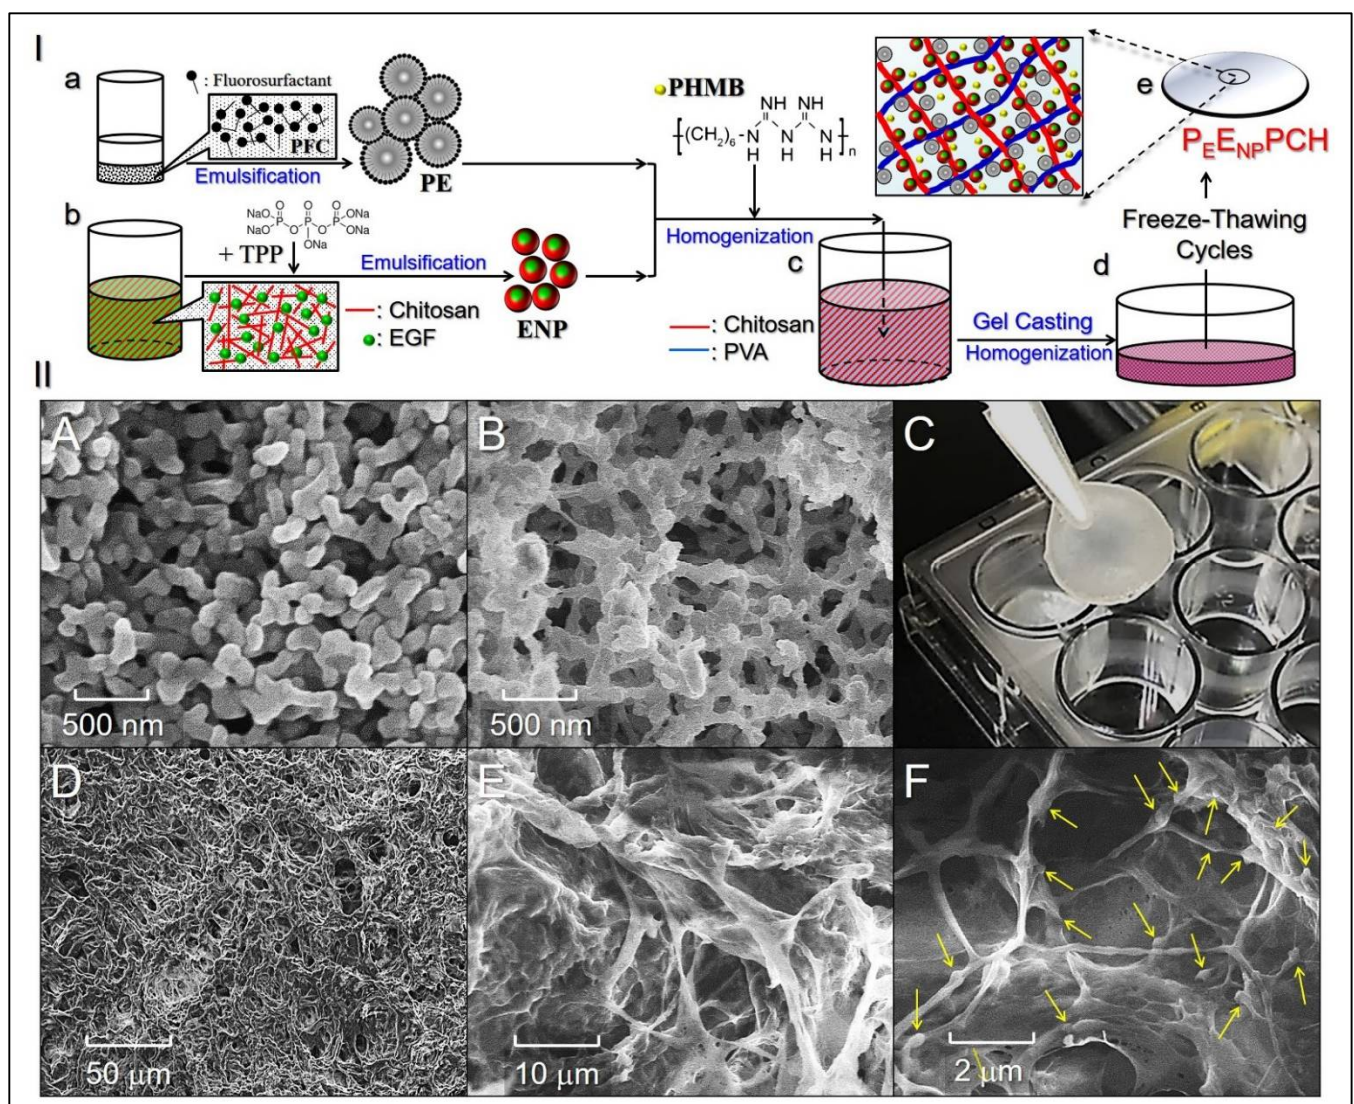 I
a
: Fluorosurfactant
PFC
Emulsification
PE
PHMB
NH NH
(CH2)6 N N N n
H H H
e
PEENPPCH
b
O O O
NaO P O P O P ONa
NaO ONa ONa
+ TPP
Emulsification
: Chitosan
: EGF
ENP
Homogenization
c
: Chitosan
: PVA
Gel Casting
Homogenization
Freeze-Thawing
Cycles
d
II
A
500 nm
B
500 nm
C
D
50 μm
E
10 μm
F
2 μm